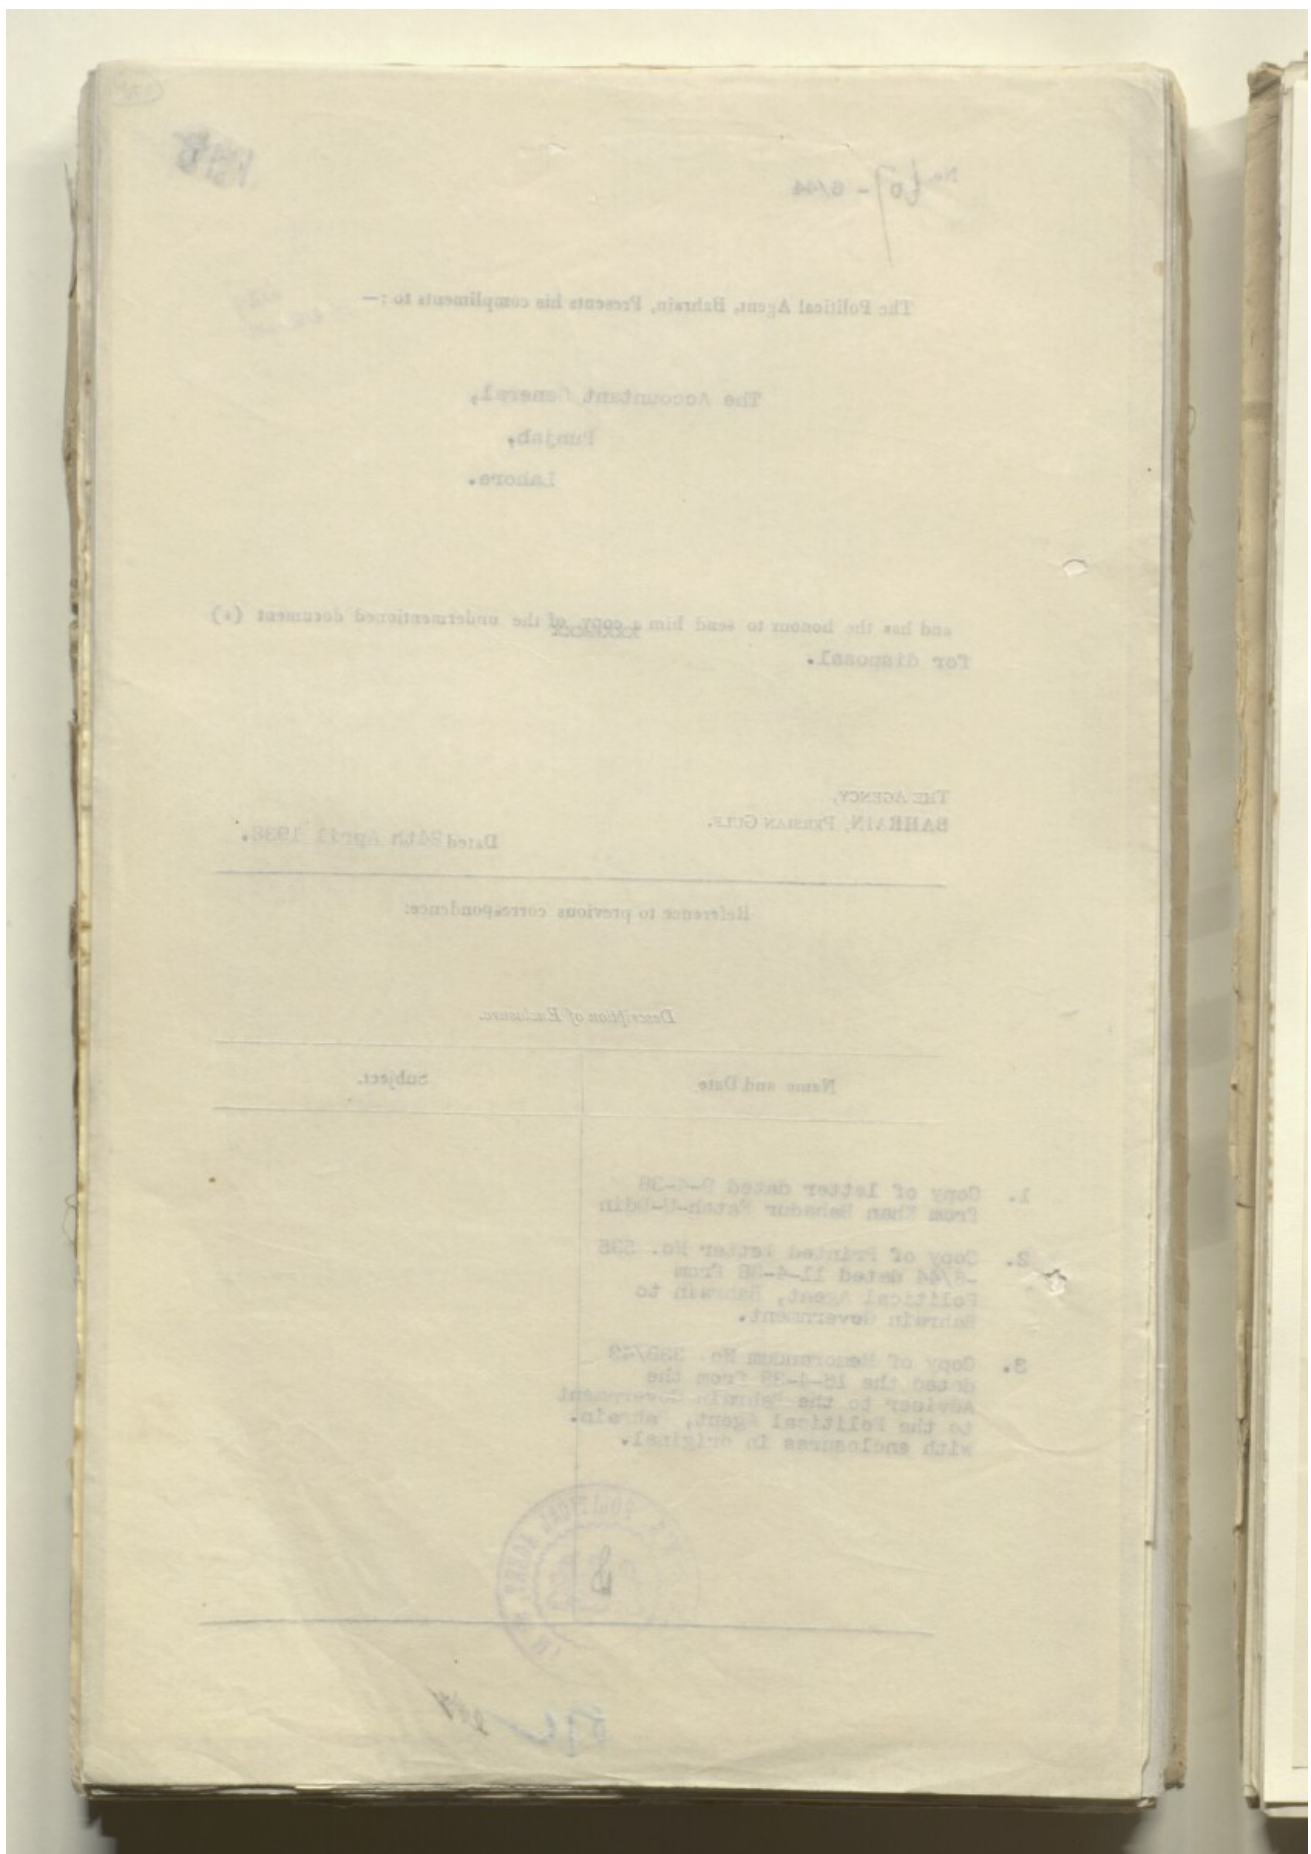 No. 607 - 6/44
The Political Agent, Bahrain, Presents his compliments to :—
The Accountant General,
Punjab,
Lahore.
and has the honour to send him a copy of the undermentioned document (s)
for disposal.
THE AGENCY,
BAHRAIN, PERSIAN GULF.
Dated 24th April 1938.
Reference to previous correspondence:
Description of Enclosure.
Name and Date.
Subject.
1. Copy of letter dated 9-4-38
from Khan Bahadur Fateh-U-Ddin
2. Copy of Printed letter No. 536
-6/44 dated 11-4-38 from
Political Agent, Bahrain to
Bahrain Government.
3. Copy of Memorandum No.
dated the 16-4-38 from the
Adviser to the Bahrain Government
to the Political Agent, Bahrain.
with enclosures in original.
POLITICAL AGENT